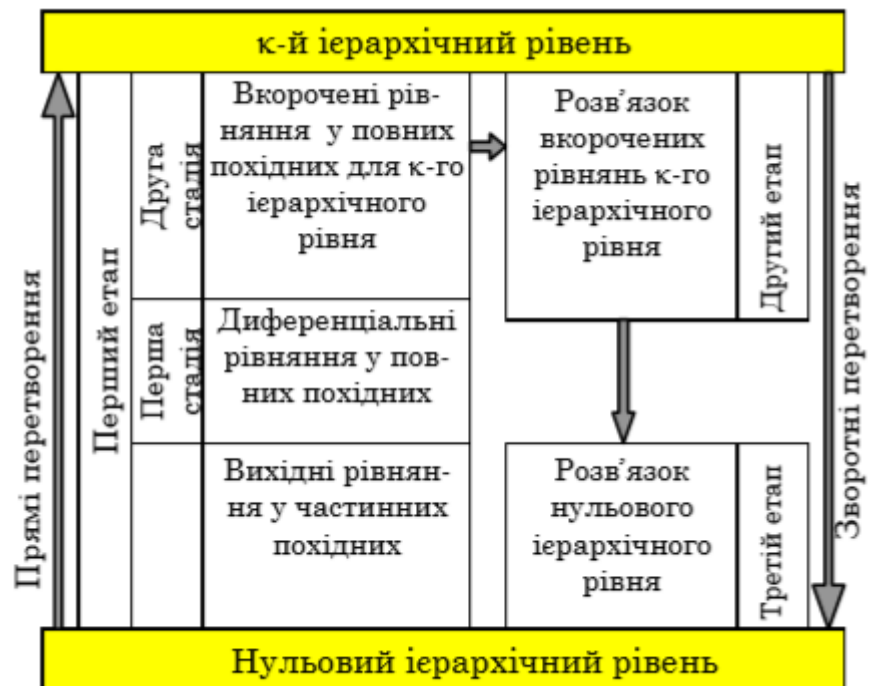 к-й ієрархічний рівень
Прямі перетворення
Перший етап
Друга
стадія
Вкорочені рів-
няння у повних
похідних для к-го
ієрархічного
рівня
Розв’язок
вкорочених
рівнянь к-го
ієрархічного
рівня
Другий етап
Зворотні перетворення
Перша
стадія
Диференціальні
рівняння у пов-
них похідних
Вихідні рівнян-
ня у частинних
похідних
Розв’язок
нульового
ієрархічного
рівня
Третій етап
Нульовий ієрархічний рівень